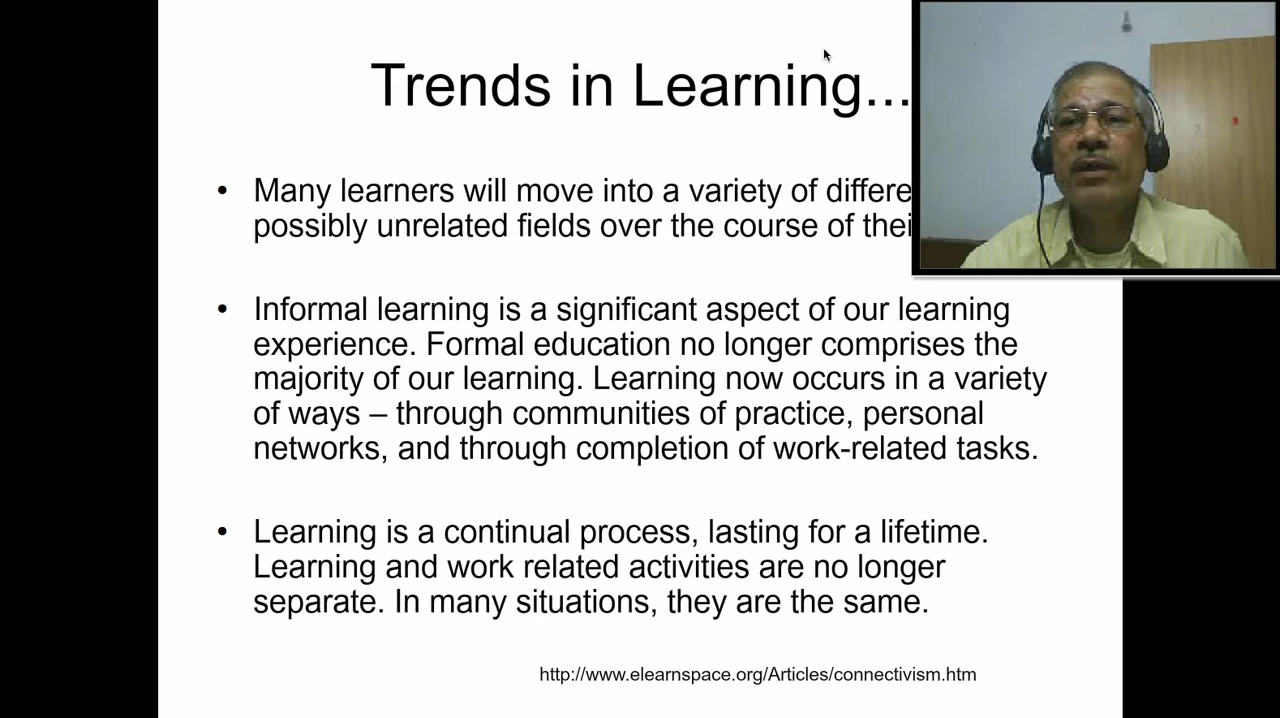 Trends in Learning...
• Many learners will move into a variety of
possibly unrelated fields over the course of
• Informal learning is a significant aspect of our learning
experience. Formal education no longer comprises the
majority of our learning. Learning now occurs in a variety
of ways – through communities of practice, personal
networks, and through completion of work-related tasks.
• Learning is a continual process, lasting for a lifetime.
Learning and work related activities are no longer
separate. In many situations, they are the same.
http://www.elearnspace.org/Articles/connectivism.htm